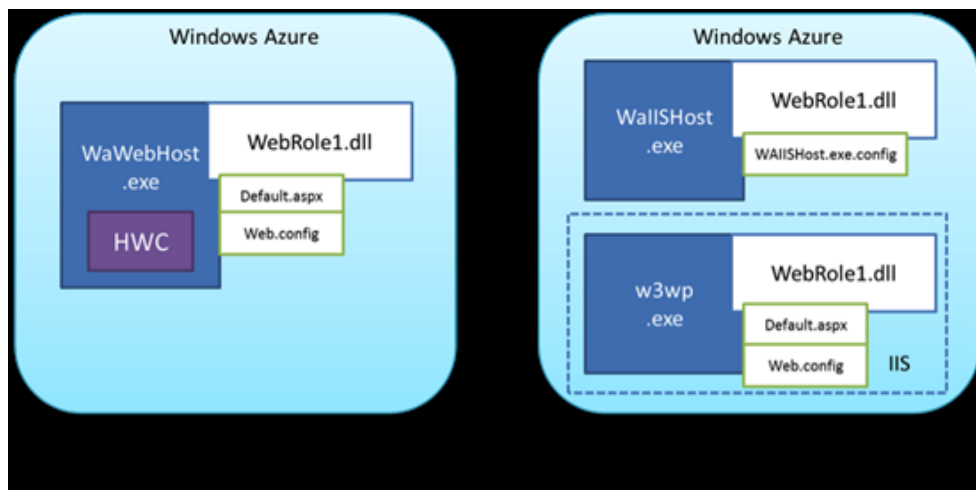 Windows Azure
WaWebHost
.exe
HWC
WebRole1.dll
Default.aspx
Web.config
Windows Azure
WaIISHost
.exe
WebRole1.dll
WAIISHost.exe.config
w3wp
.exe
WebRole1.dll
Default.aspx
Web.config
IIS